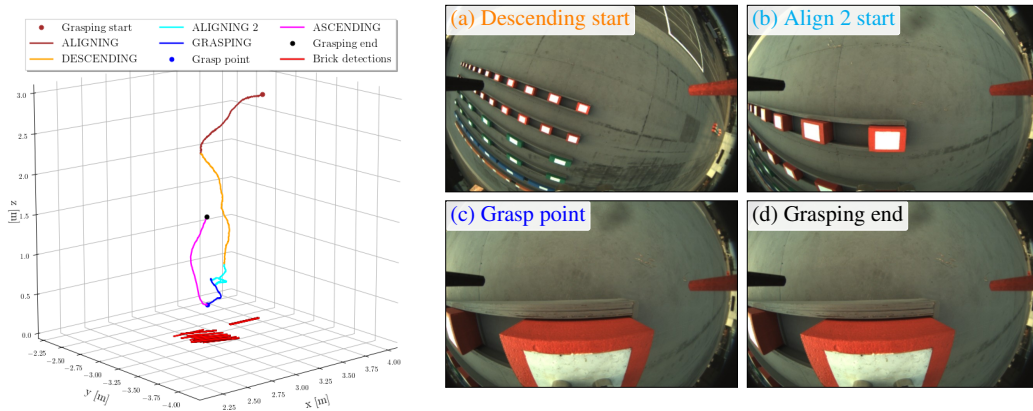 Grasping start
ALIGNING
DESCENDING
ALIGNING 2
GRASPING
Grasp point
ASCENDING
Grasping end
Brick detections
3.0
2.5
2.0
1.5
1.0
0.5
0.0
[m] z
−2.25
−2.50
−2.75
−3.00
−3.25
−3.50
−3.75
−4.00
y [m]
2.25
2.50
2.75
3.00
3.25
3.50
3.75
4.00
x [m]
(a) Descending start
(b) Align 2 start
(c) Grasp point
(d) Grasping end